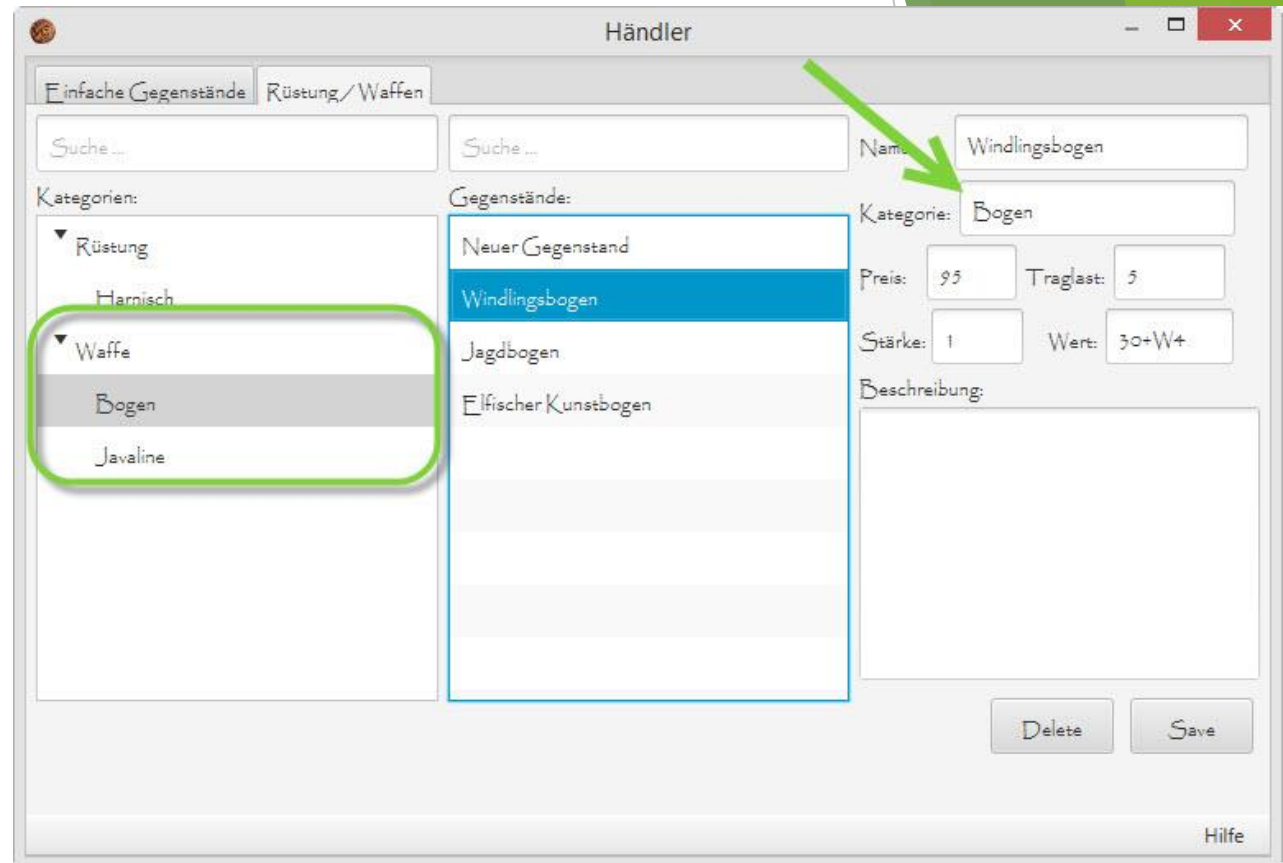 Händler
Einfache Gegenstände Rüstung/Waffen
Suche ...
Kategorien:
Rüstung
Harnisch
Waffe
Bogen
Javaline
Suche ...
Gegenstände:
Neuer Gegenstand
Windlingsbogen
Jagdbogen
Elfischer Kunstbogen
Name Windlingsbogen
Kategorie: Bogen
Preis: 95 Traglast: 5
Stärke: 1 Wert: 30+W4
Beschreibung:
Delete Save
Hilfe